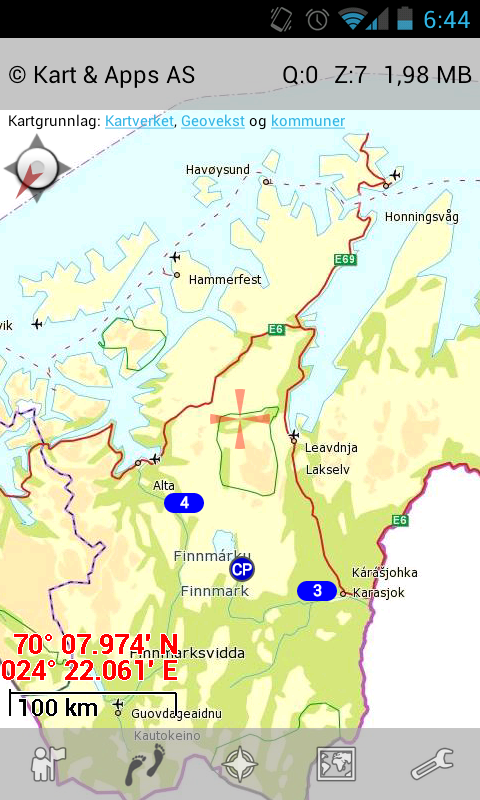 6:44
© Kart & Apps AS Q:0 Z:7 1,98 MB
Kartgrunnlag: Kartverket, Geovekst og kommuner
Havøysund
Honningsvåg
E69
Hammerfest
vik
E6
Leavdnja
Lakselv
Alta
4
E6
Finnmárku
CP
Finnmark
Kárášjohka
3
Karasjok
70° 07.974' N
Finnmarksvidda
024° 22.061' E
100 km
Guovdageaidnu
Kautokeino